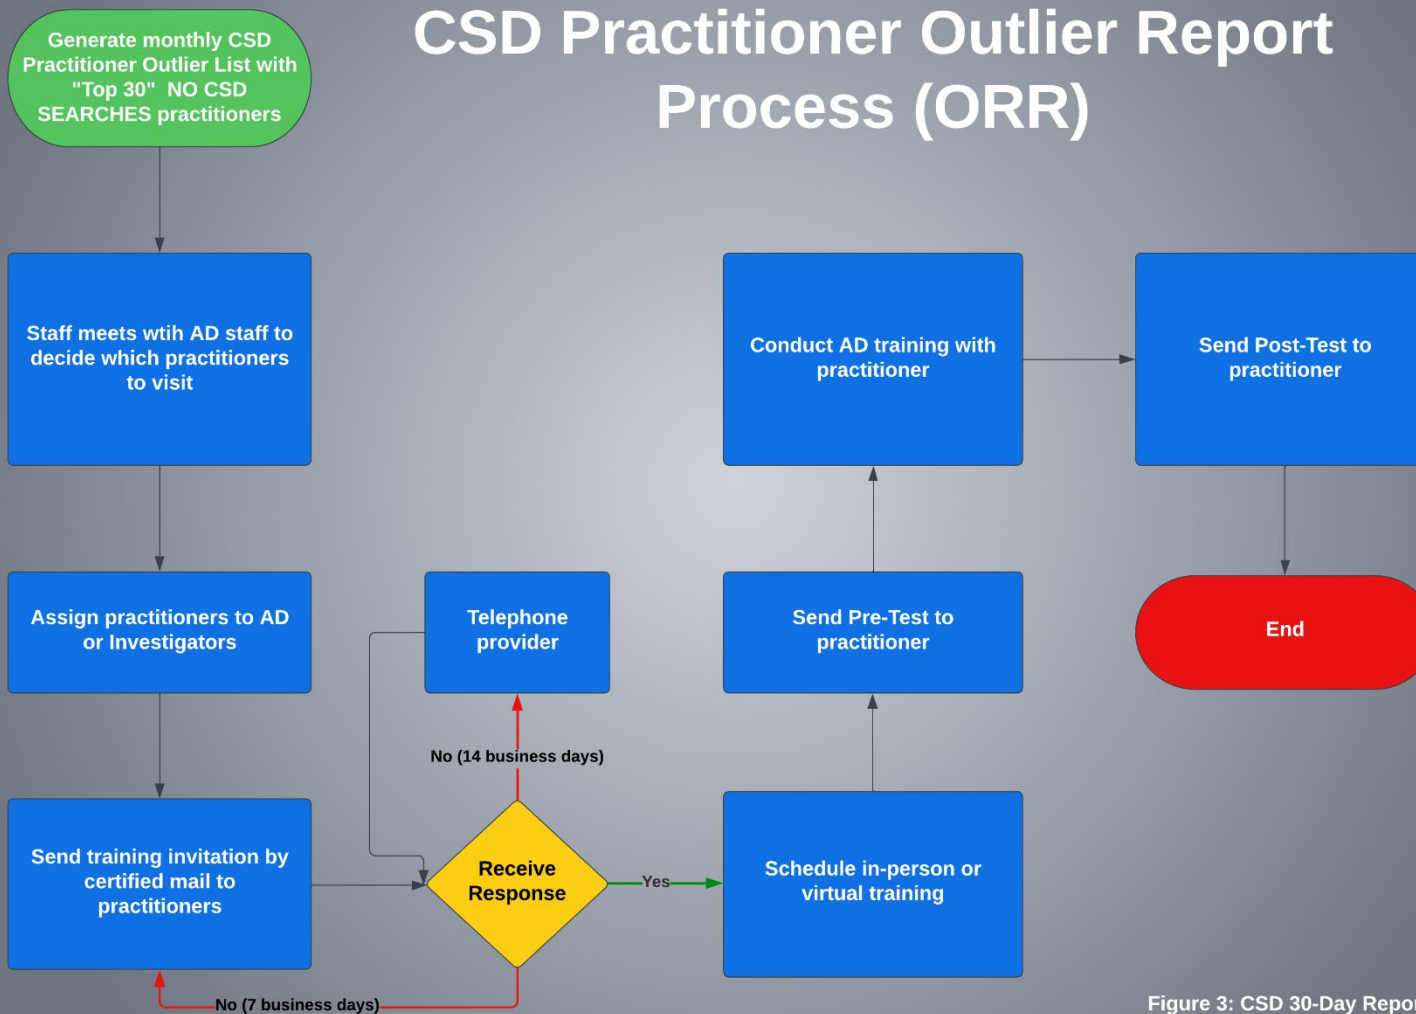 CSD Practitioner Outlier Report
Process (ORR)
Generate monthly CSD
Practitioner Outlier List with
"Top 30" NO CSD
SEARCHES practitioners
Staff meets wtih AD staff to
decide which practitioners
to visit
Assign practitioners to AD
or Investigators
Send training invitation by
certified mail to
practitioners
Receive
Response
No (7 business days)
No (14 business days)
Telephone
provider
Yes
Schedule in-person or
virtual training
Send Pre-Test to
practitioner
Conduct AD training with
practitioner
Send Post-Test to
practitioner
End
Figure 3: CSD 30-Day Repor